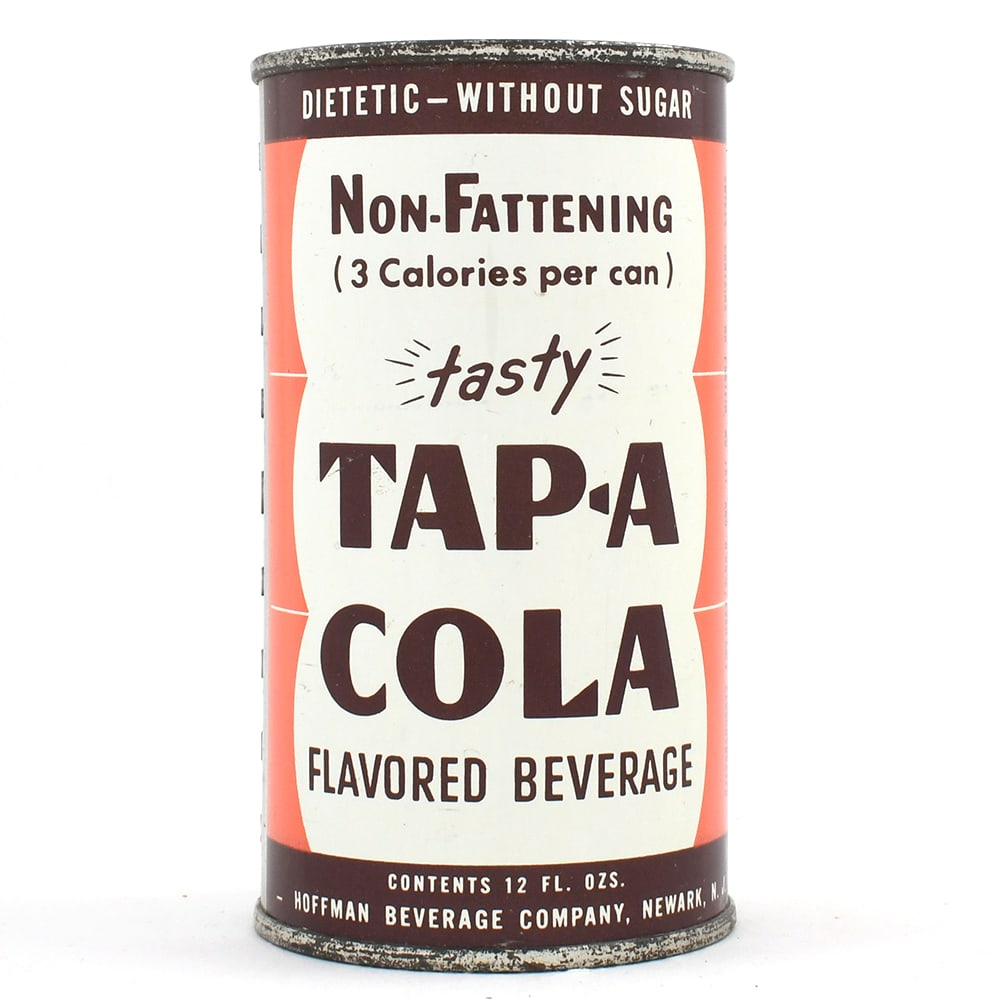 DIETETIC—WITHOUT SUGAR
NON-FATTENING
(3 Calories per can)
tasty
TAP·A
COLA
FLAVORED BEVERAGE
CONTENTS 12 FL. OZS.
– HOFFMAN BEVERAGE COMPANY, NEWARK, N. J.